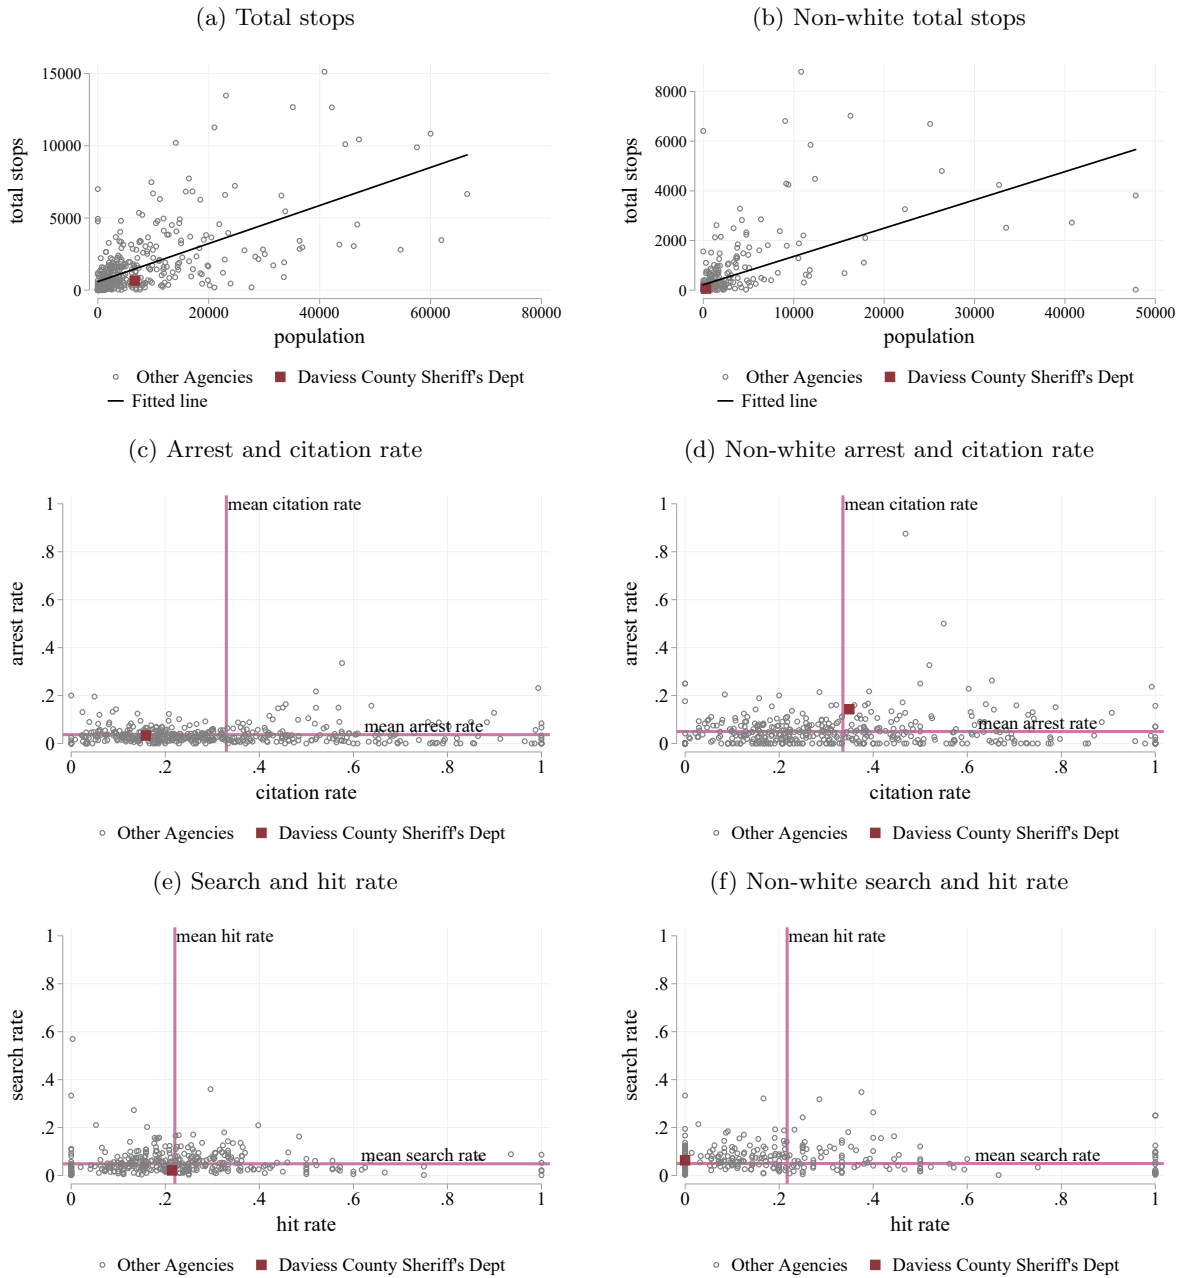 (a) Total stops
(b) Non-white total stops
15000
10000
5000
0
total stops
0
20000
40000
60000
80000
population
Other Agencies
Daviess County Sheriff's Dept
Fitted line
8000
6000
4000
2000
0
total stops
0
10000
20000
30000
40000
50000
population
Other Agencies
Daviess County Sheriff's Dept
Fitted line
(c) Arrest and citation rate
(d) Non-white arrest and citation rate
1
.8
.6
.4
.2
0
arrest rate
mean citation rate
mean arrest rate
0
.2
.4
.6
.8
1
citation rate
Other Agencies
Daviess County Sheriff's Dept
1
.8
.6
.4
.2
0
arrest rate
mean citation rate
mean arrest rate
0
.2
.4
.6
.8
1
citation rate
Other Agencies
Daviess County Sheriff's Dept
(e) Search and hit rate
(f) Non-white search and hit rate
1
.8
.6
.4
.2
0
search rate
mean hit rate
mean search rate
0
.2
.4
.6
.8
1
hit rate
Other Agencies
Daviess County Sheriff's Dept
1
.8
.6
.4
.2
0
search rate
mean hit rate
mean search rate
0
.2
.4
.6
.8
1
hit rate
Other Agencies
Daviess County Sheriff's Dept